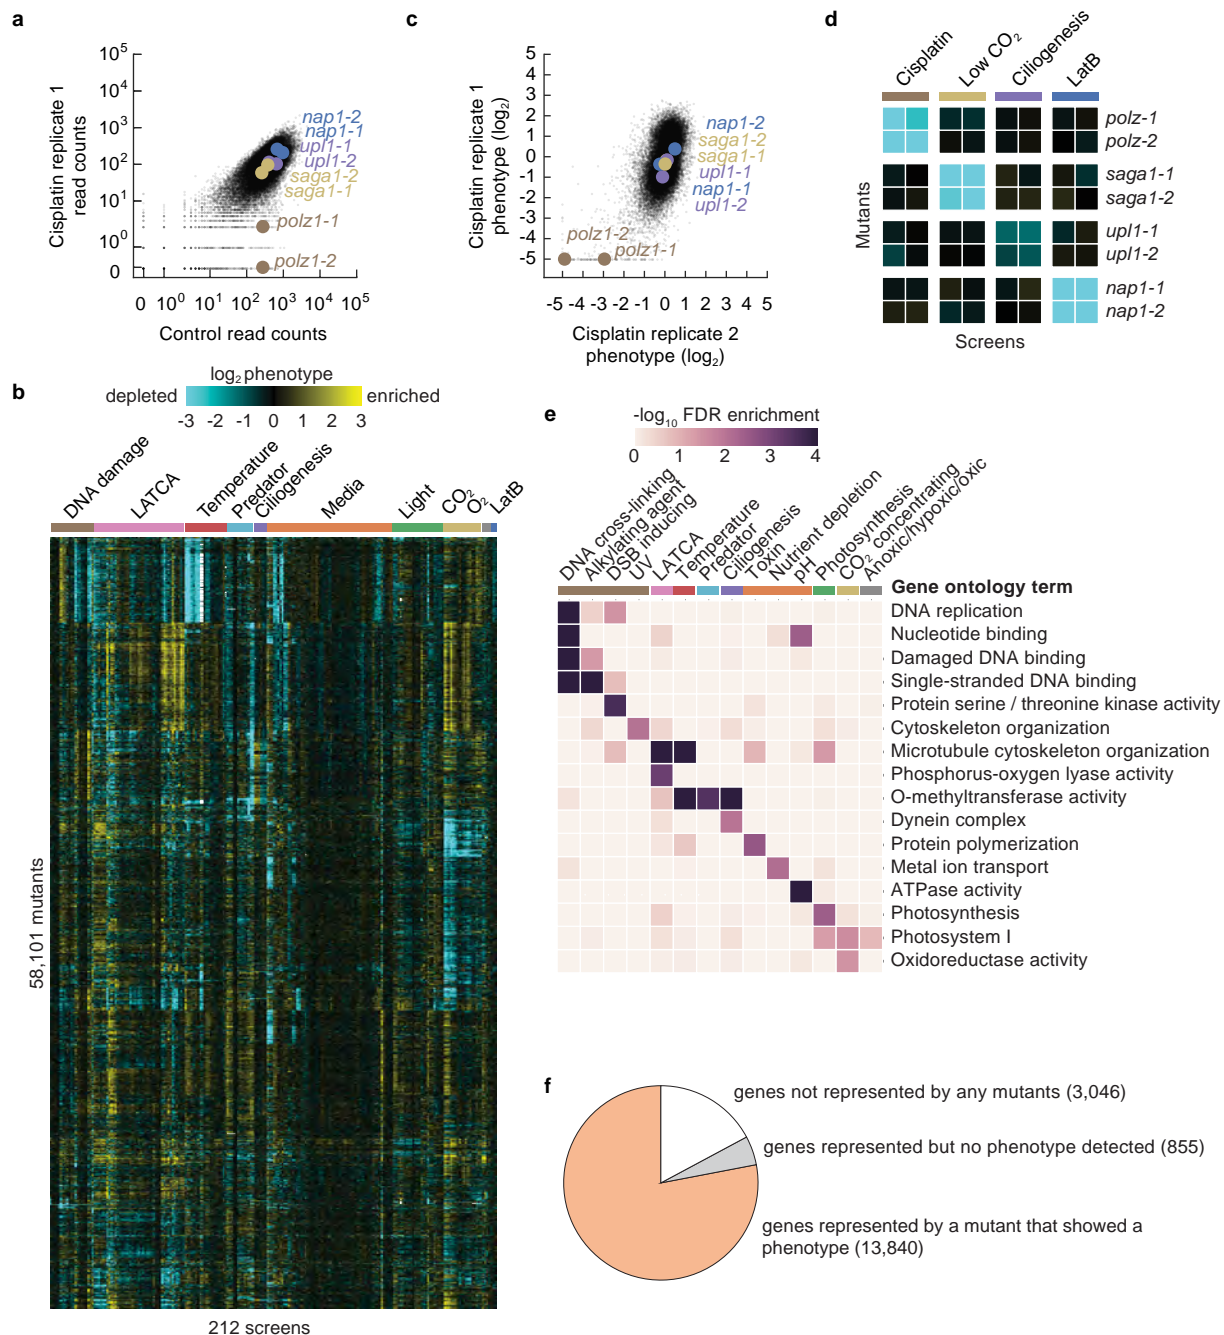 a
Cisplatin replicate 1
read counts
10^5
10^4
10^3
10^2
10^1
10^0
0
nap1-2
nap1-1
upl1-1
upl1-2
saga1-2
saga1-1
polz1-1
polz1-2
0 10^0 10^1 10^2 10^3 10^4 10^5
Control read counts
c
Cisplatin replicate 1
phenotype (log2)
5
4
3
2
1
0
-1
-2
-3
-4
-5
nap1-2
saga1-2
saga1-1
upl1-1
nap1-1
upl1-2
polz1-2
polz1-1
-5 -4 -3 -2 -1 0 1 2 3 4 5
Cisplatin replicate 2
phenotype (log2)
d
Cisplatin
Low CO2
Ciliogenesis
LatB
Mutants
polz-1
polz-2
saga1-1
saga1-2
upl1-1
upl1-2
nap1-1
nap1-2
Screens
b
log2 phenotype
depleted
enriched
-3 -2 -1 0 1 2 3
DNA damage
LATCA
Temperature
Predator
Ciliogenesis
Media
Light
CO2
O2
LatB
58,101 mutants
212 screens
e
-log10 FDR enrichment
0 1 2 3 4
DNA cross-linking
Alkylating agent
DSB inducing
UV
LATCA
Temperature
Predator
Ciliogenesis
Toxin
Nutrient depletion
pH
Photosynthesis
CO2 concentrating
Anoxic/hypoxic/oxic
Gene ontology term
DNA replication
Nucleotide binding
Damaged DNA binding
Single-stranded DNA binding
Protein serine / threonine kinase activity
Cytoskeleton organization
Microtubule cytoskeleton organization
Phosphorus-oxygen lyase activity
O-methyltransferase activity
Dynein complex
Protein polymerization
Metal ion transport
ATPase activity
Photosynthesis
Photosystem I
Oxidoreductase activity
f
genes not represented by any mutants (3,046)
genes represented but no phenotype detected (855)
genes represented by a mutant that showed a
phenotype (13,840)